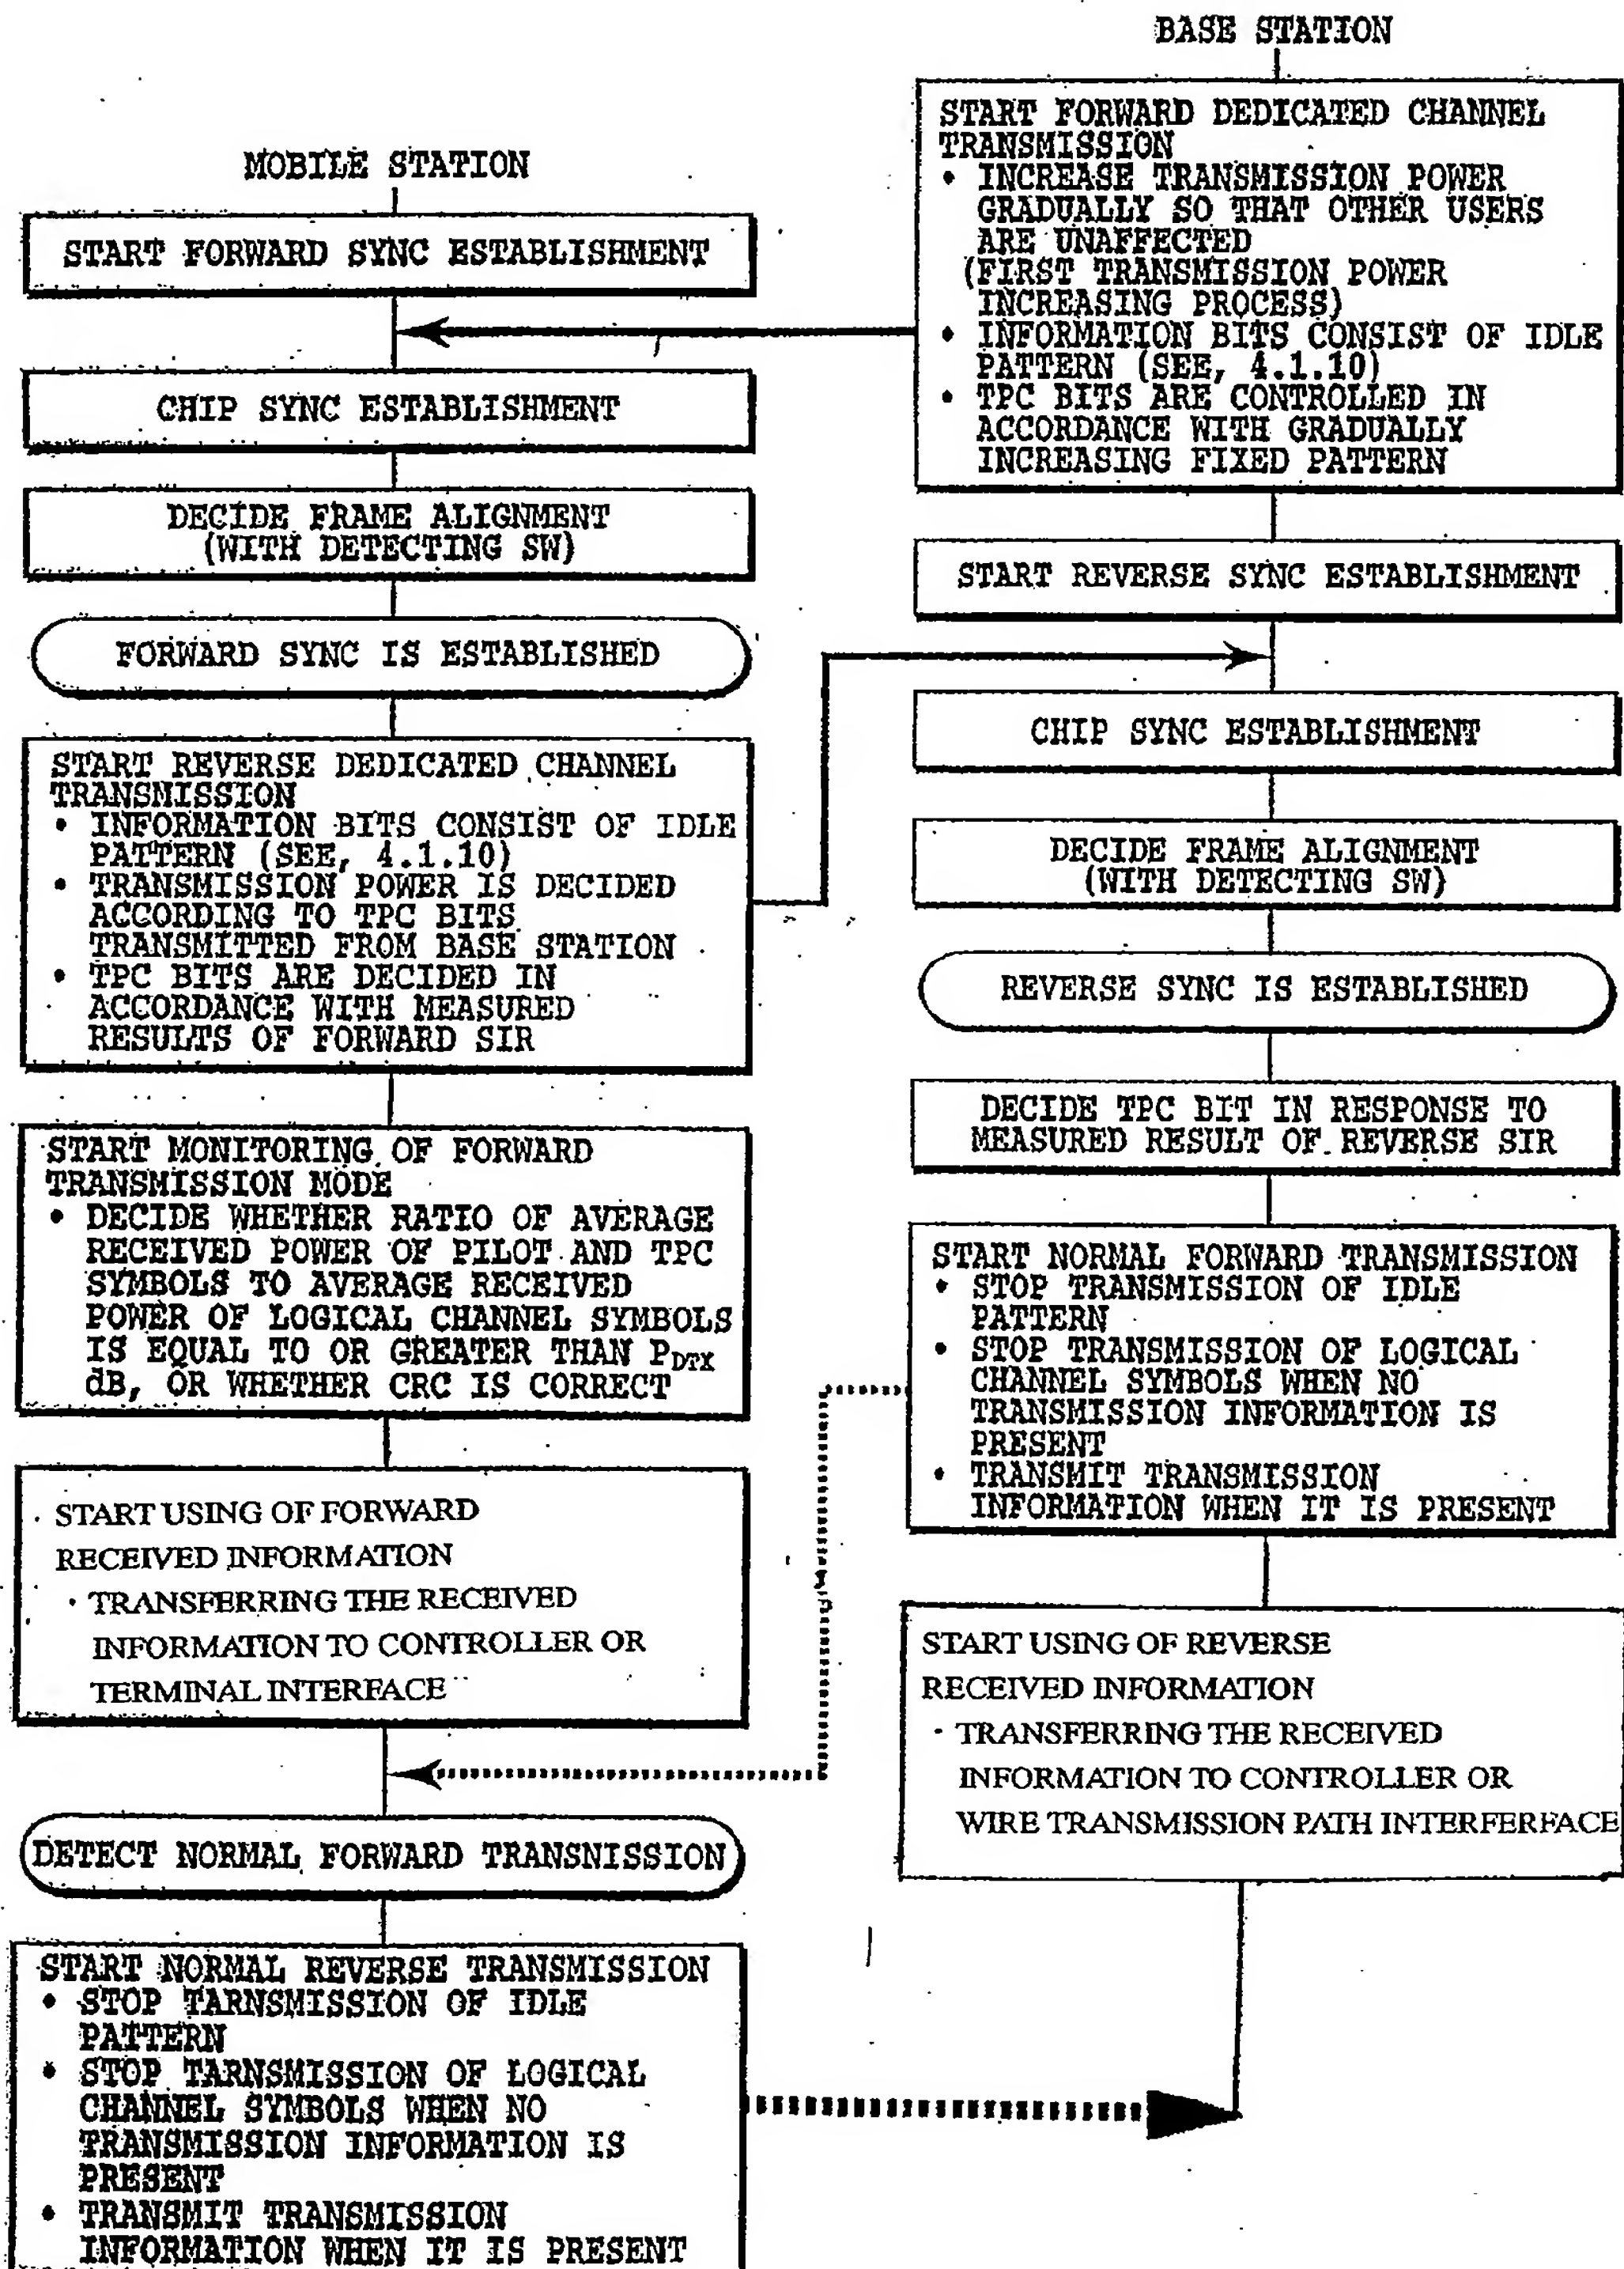 MOBILE STATION
START FORWARD SYNC ESTABLISHMENT
CHIP SYNC ESTABLISHMENT
DECIDE FRAME ALIGNMENT
(WITH DETECTING SW)
FORWARD SYNC IS ESTABLISHED
START REVERSE DEDICATED CHANNEL
TRANSMISSION
• INFORMATION BITS CONSIST OF IDLE
PATTERN (SEE, 4.1.10)
• TRANSMISSION POWER IS DECIDED
ACCORDING TO TPC BITS
TRANSMITTED FROM BASE STATION
• TPC BITS ARE DECIDED IN
ACCORDANCE WITH MEASURED
RESULTS OF FORWARD SIR
START MONITORING OF FORWARD
TRANSMISSION MODE
• DECIDE WHETHER RATIO OF AVERAGE
RECEIVED POWER OF PILOT AND TPC
SYMBOLS TO AVERAGE RECEIVED
POWER OF LOGICAL CHANNEL SYMBOLS
IS EQUAL TO OR GREATER THAN PDTX
dB, OR WHETHER CRC IS CORRECT
START USING OF FORWARD
RECEIVED INFORMATION
· TRANSFERRING THE RECEIVED
INFORMATION TO CONTROLLER OR
TERMINAL INTERFACE
DETECT NORMAL FORWARD TRANSNISSION
START NORMAL REVERSE TRANSMISSION
• STOP TARNSMISSION OF IDLE
PATTERN
• STOP TARNSMISSION OF LOGICAL
CHANNEL SYMBOLS WHEN NO
TRANSMISSION INFORMATION IS
PRESENT
• TRANSMIT TRANSMISSION
INFORMATION WHEN IT IS PRESENT
BASE STATION
START FORWARD DEDICATED CHANNEL
TRANSMISSION
• INCREASE TRANSMISSION POWER
GRADUALLY SO THAT OTHER USERS
ARE UNAFFECTED
(FIRST TRANSMISSION POWER
INCREASING PROCESS)
• INFORMATION BITS CONSIST OF IDLE
PATTERN (SEE, 4.1.10)
• TPC BITS ARE CONTROLLED IN
ACCORDANCE WITH GRADUALLY
INCREASING FIXED PATTERN
START REVERSE SYNC ESTABLISHMENT
CHIP SYNC ESTABLISHMENT
DECIDE FRAME ALIGNMENT
(WITH DETECTING SW)
REVERSE SYNC IS ESTABLISHED
DECIDE TPC BIT IN RESPONSE TO
MEASURED RESULT OF REVERSE SIR
START NORMAL FORWARD TRANSMISSION
• STOP TRANSMISSION OF IDLE
PATTERN
• STOP TRANSMISSION OF LOGICAL
CHANNEL SYMBOLS WHEN NO
TRANSMISSION INFORMATION IS
PRESENT
• TRANSMIT TRANSMISSION
INFORMATION WHEN IT IS PRESENT
START USING OF REVERSE
RECEIVED INFORMATION
· TRANSFERRING THE RECEIVED
INFORMATION TO CONTROLLER OR
WIRE TRANSMISSION PATH INTERFERFACE